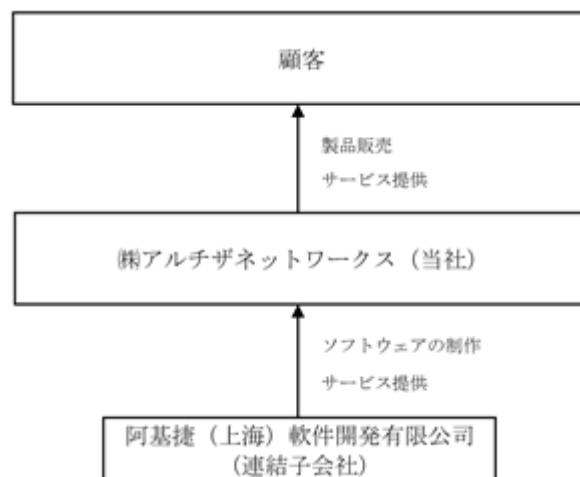 顧客
製品販売
サービス提供
㈱アルチザネットワークス（当社）
ソフトウェアの制作
サービス提供
阿基捷（上海）軟件開発有限公司
（連結子会社）